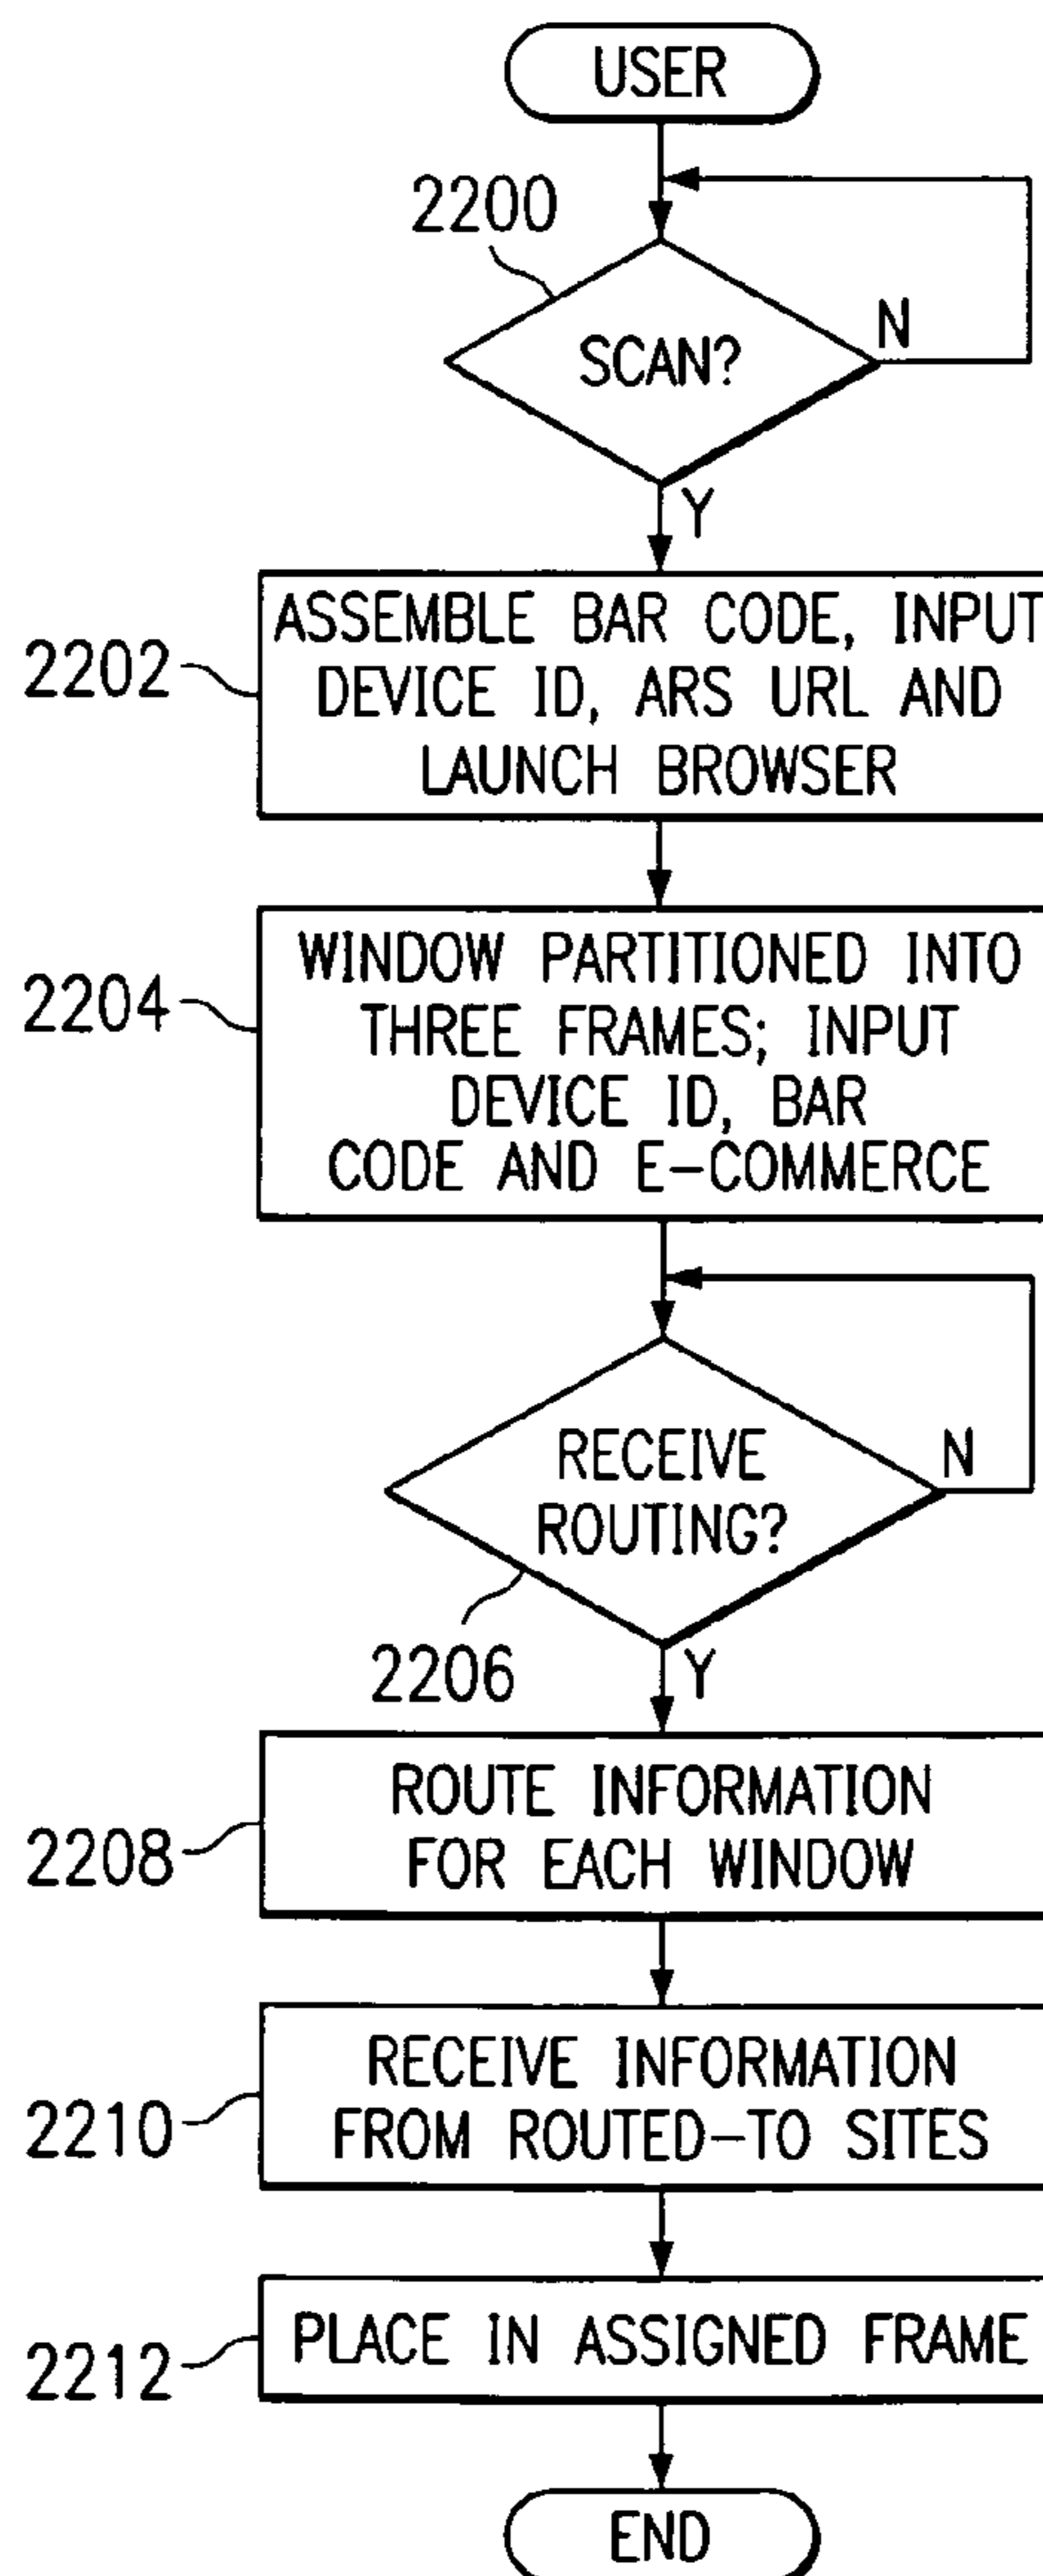 USER
2200
SCAN?
N
Y
2202
ASSEMBLE BAR CODE, INPUT
DEVICE ID, ARS URL AND
LAUNCH BROWSER
2204
WINDOW PARTITIONED INTO
THREE FRAMES; INPUT
DEVICE ID, BAR
CODE AND E-COMMERCE
RECEIVE
ROUTING?
N
2206
Y
2208
ROUTE INFORMATION
FOR EACH WINDOW
2210
RECEIVE INFORMATION
FROM ROUTED-TO SITES
2212
PLACE IN ASSIGNED FRAME
END